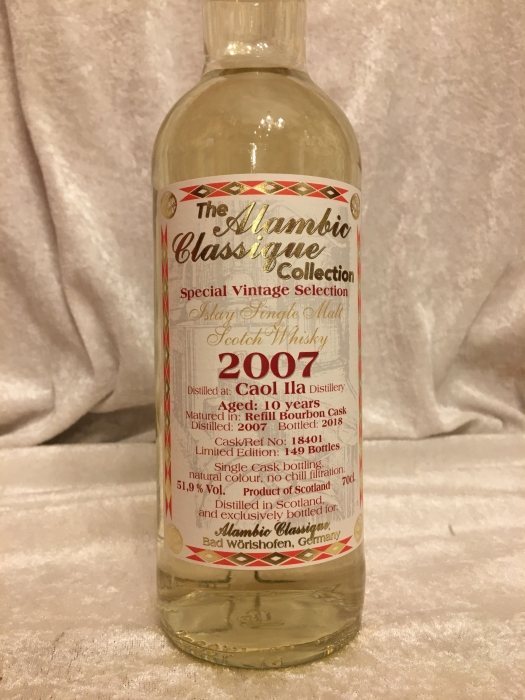 The Alambic
Classique
Collection
Special Vintage Selection
Islay Single Malt
Scotch Whisky
2007
Distilled at: Caol Ila Distillery
Aged: 10 years
Matured in: Refill Bourbon Cask
Distilled: 2007 Bottled: 2018
Cask/Ref No: 18401
Limited Edition: 149 Bottles
Single Cask bottling,
natural colour, no chill filtration.
51,9 % Vol. Product of Scotland 70cl.
Distilled in Scotland
and exclusively bottled for:
Alambic Classique,
Bad Wörishofen, Germany